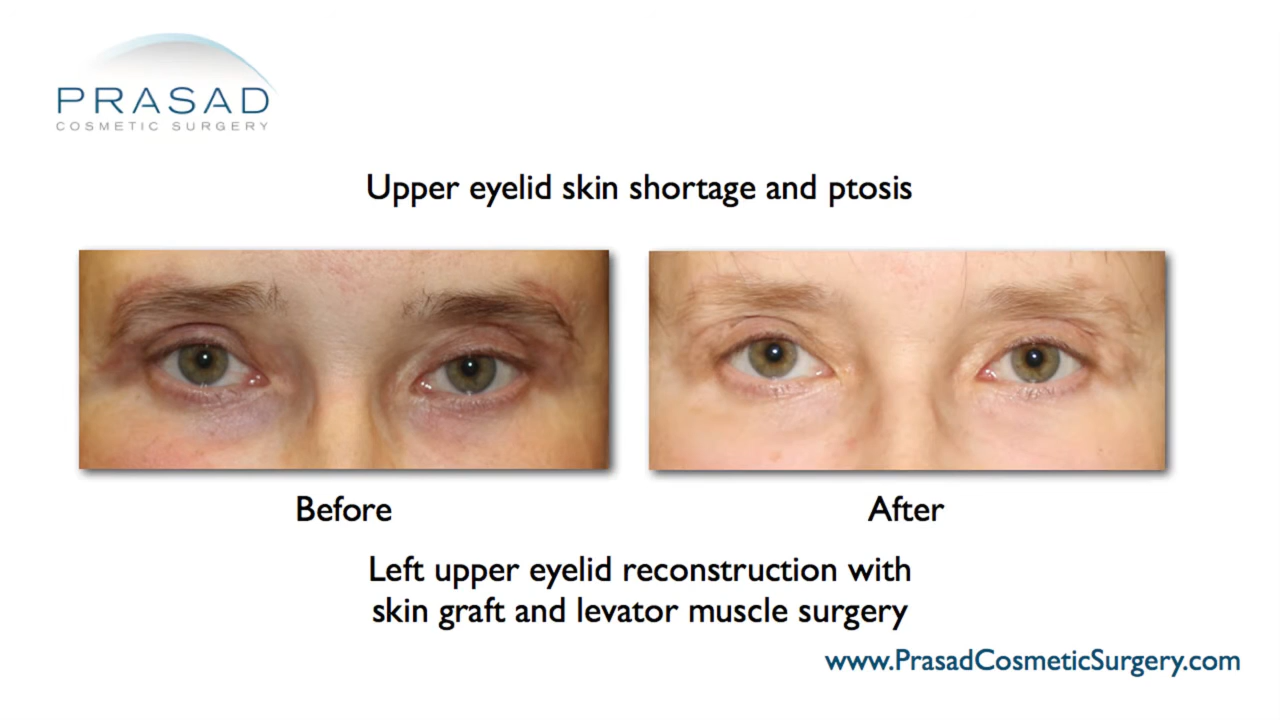 PRASAD
COSMETIC SURGERY
Upper eyelid skin shortage and ptosis
Before
After
Left upper eyelid reconstruction with
skin graft and levator muscle surgery
www.PrasadCosmeticSurgery.com